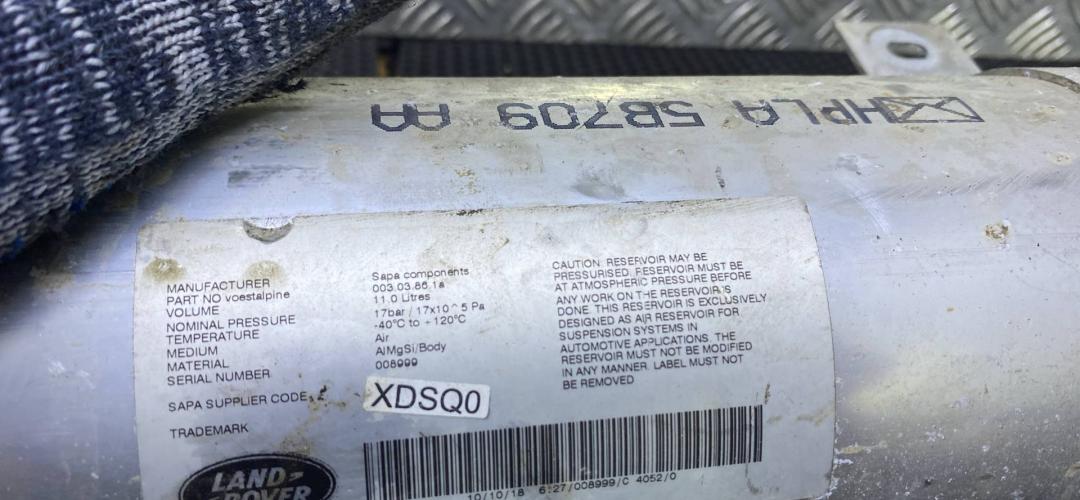 HPLA 5B709 AA
MANUFACTURER Sapa components
PART NO voestalpine 003.03.86.1a
VOLUME 11.0 Litres
NOMINAL PRESSURE 17bar / 17x10^5 Pa
TEMPERATURE -40°C to +120°C
MEDIUM Air
MATERIAL AlMgSi/Body
SERIAL NUMBER 008999
SAPA SUPPLIER CODE XDSQ0
TRADEMARK
LAND-
ROVER
CAUTION: RESERVOIR MAY BE
PRESSURISED. RESERVOIR MUST BE
AT ATMOSPHERIC PRESSURE BEFORE
ANY WORK ON THE RESERVOIR IS
DONE. THIS RESERVOIR IS EXCLUSIVELY
DESIGNED AS AIR RESERVOIR FOR
SUSPENSION SYSTEMS IN
AUTOMOTIVE APPLICATIONS. THE
RESERVOIR MUST NOT BE MODIFIED
IN ANY MANNER. LABEL MUST NOT
BE REMOVED
10/10/18 6:27/008999/C 4052/0